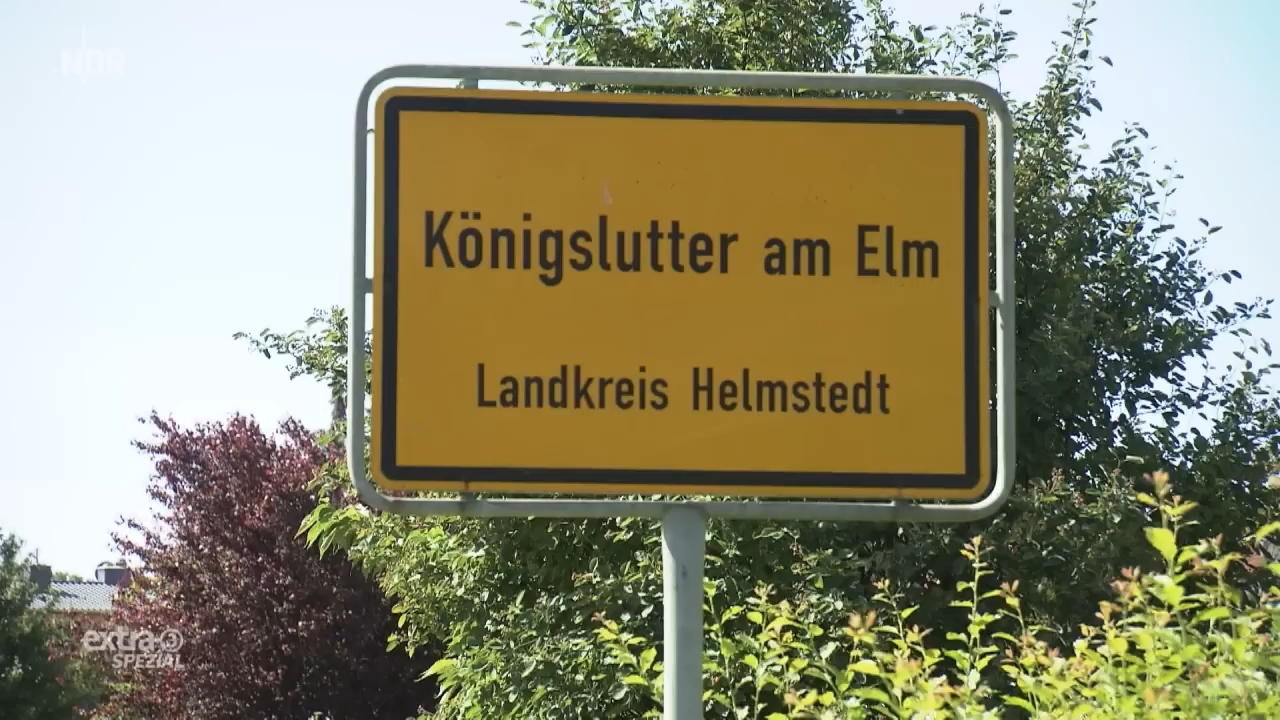 NDR
Königslutter am Elm
Landkreis Helmstedt
extra 3
SPEZIAL